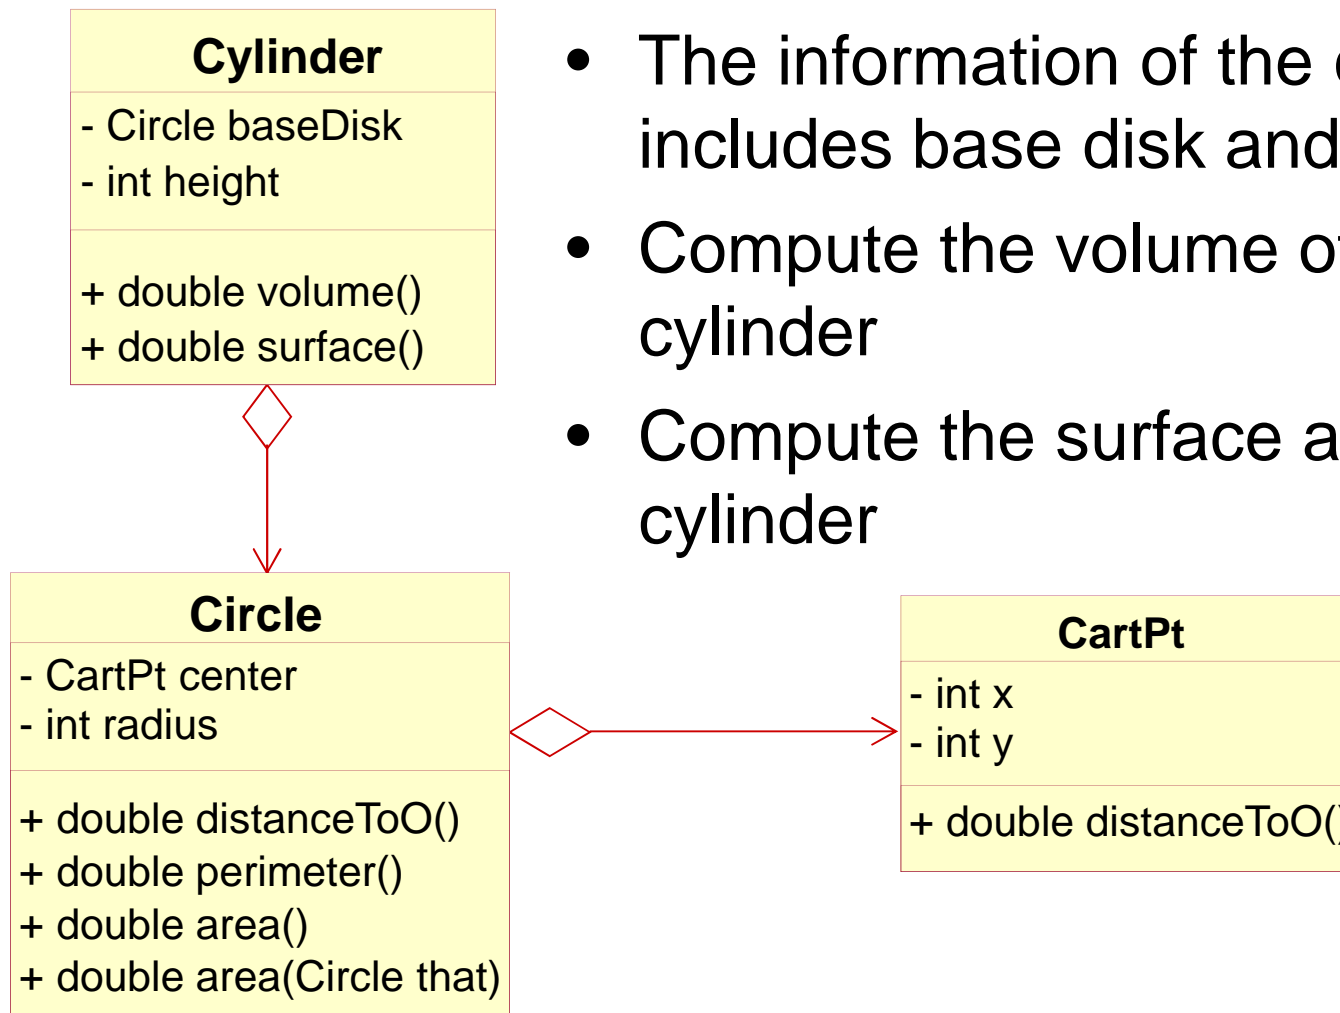 Cylinder
- Circle baseDisk
- int height
+ double volume()
+ double surface()
• The information of the
includes base disk and
• Compute the volume of
cylinder
• Compute the surface
cylinder
Circle
- CartPt center
- int radius
+ double distanceToO()
+ double perimeter()
+ double area()
+ double area(Circle that)
CartPt
- int x
- int y
+ double distanceToO()